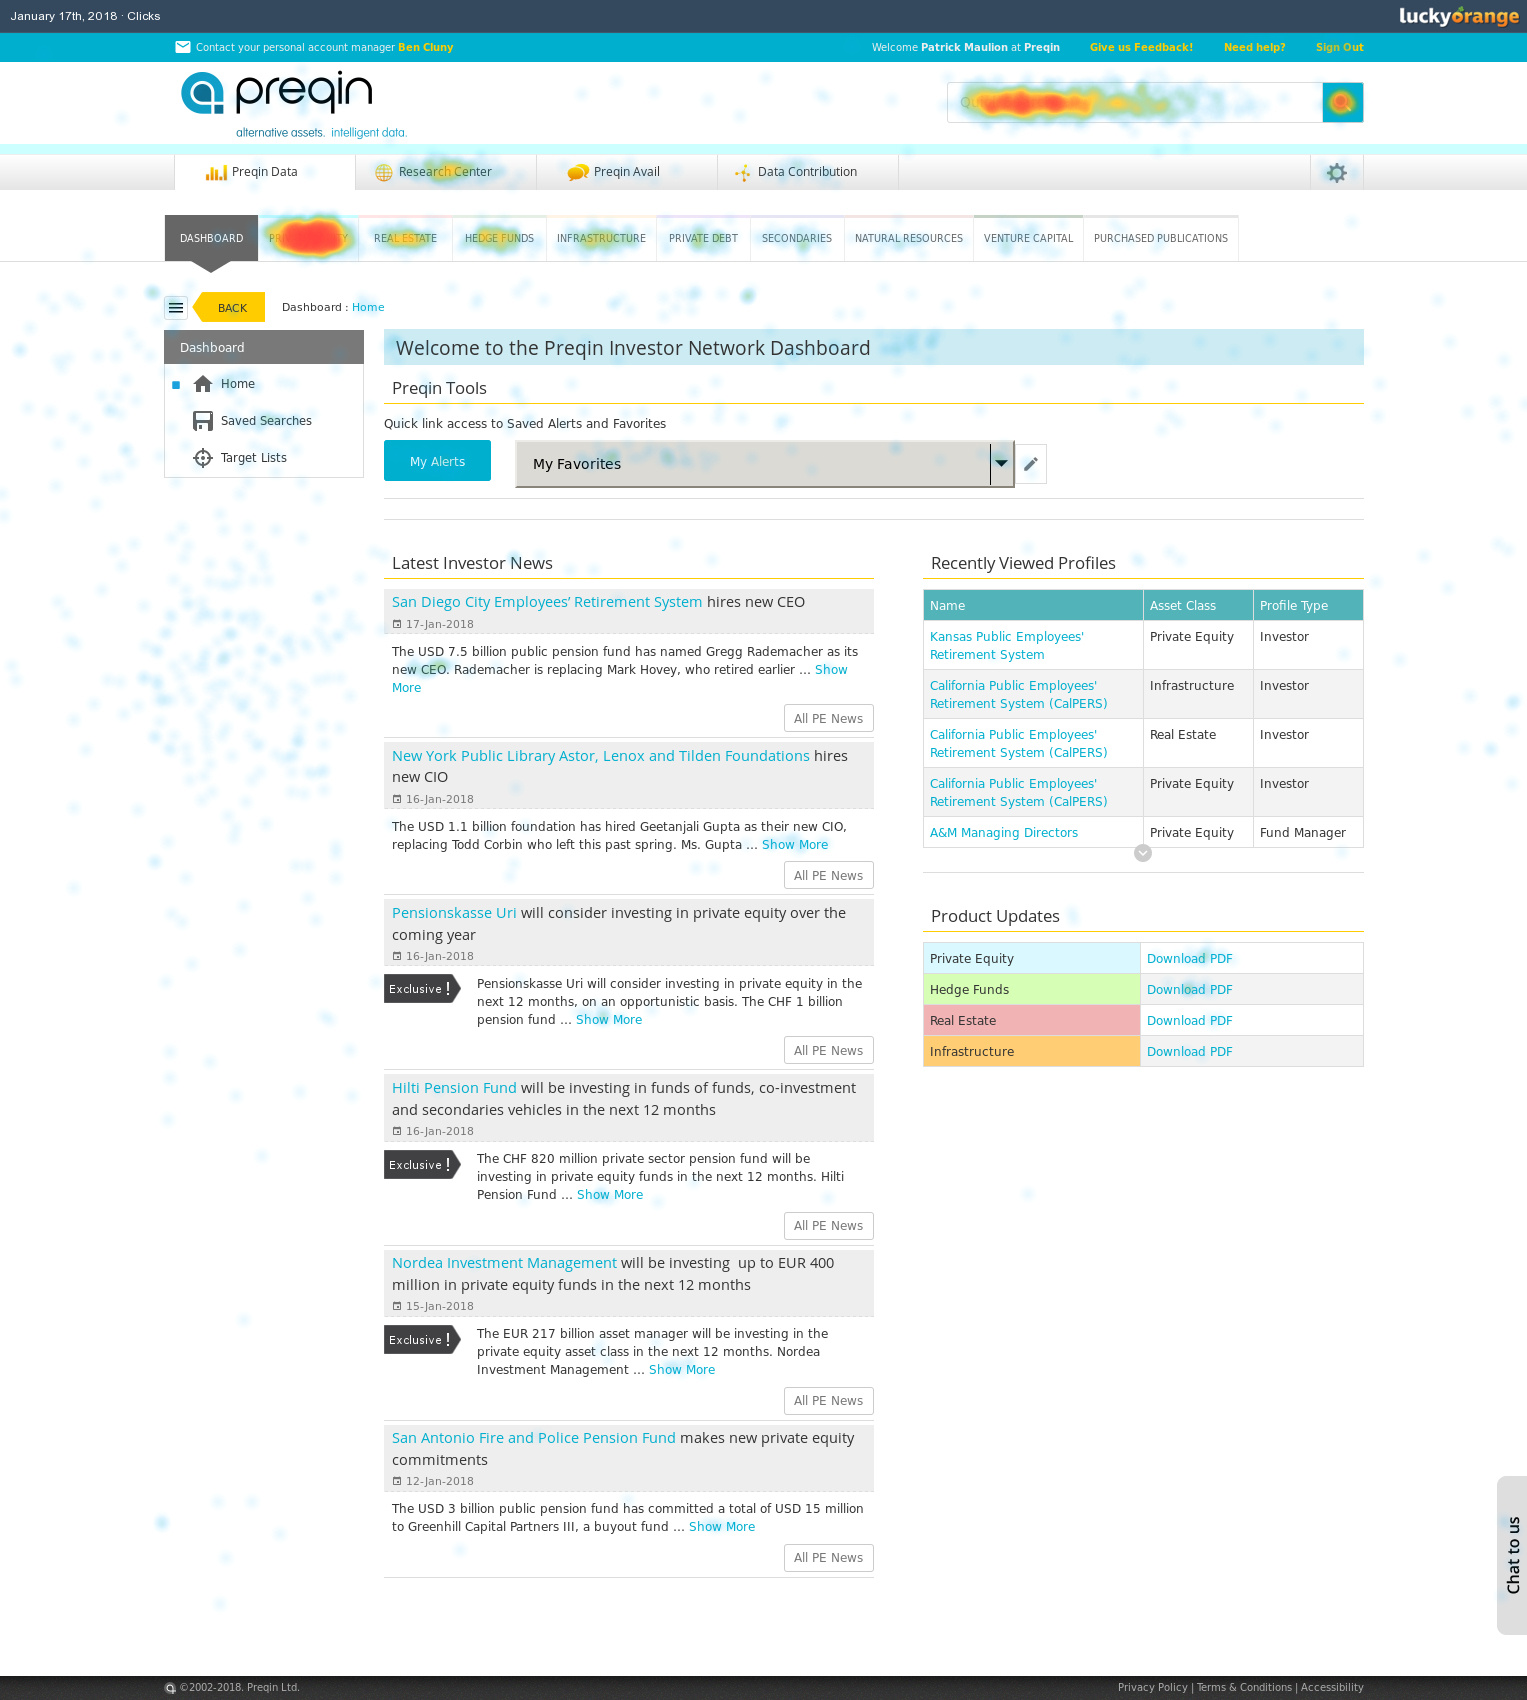 January 17th, 2018 · Clicks
luckyorange
Contact your personal account manager Ben Cluny
Welcome Patrick Maulion at Preqin
Give us Feedback!
Need help?
Sign Out
preqin
alternative assets. intelligent data.
Preqin Data
Research Center
Preqin Avail
Data Contribution
DASHBOARD
REAL ESTATE
HEDGE FUNDS
INFRASTRUCTURE
PRIVATE DEBT
SECONDARIES
NATURAL RESOURCES
VENTURE CAPITAL
PURCHASED PUBLICATIONS
BACK
Dashboard : Home
Dashboard
Home
Saved Searches
Target Lists
Welcome to the Preqin Investor Network Dashboard
Preqin Tools
Quick link access to Saved Alerts and Favorites
My Alerts
My Favorites
Latest Investor News
San Diego City Employees’ Retirement System hires new CEO
17-Jan-2018
The USD 7.5 billion public pension fund has named Gregg Rademacher as its
new CEO. Rademacher is replacing Mark Hovey, who retired earlier ... Show
More
All PE News
New York Public Library Astor, Lenox and Tilden Foundations hires
new CIO
16-Jan-2018
The USD 1.1 billion foundation has hired Geetanjali Gupta as their new CIO,
replacing Todd Corbin who left this past spring. Ms. Gupta ... Show More
All PE News
Pensionskasse Uri will consider investing in private equity over the
coming year
16-Jan-2018
Exclusive !
Pensionskasse Uri will consider investing in private equity in the
next 12 months, on an opportunistic basis. The CHF 1 billion
pension fund ... Show More
All PE News
Hilti Pension Fund will be investing in funds of funds, co-investment
and secondaries vehicles in the next 12 months
16-Jan-2018
Exclusive !
The CHF 820 million private sector pension fund will be
investing in private equity funds in the next 12 months. Hilti
Pension Fund ... Show More
All PE News
Nordea Investment Management will be investing up to EUR 400
million in private equity funds in the next 12 months
15-Jan-2018
Exclusive !
The EUR 217 billion asset manager will be investing in the
private equity asset class in the next 12 months. Nordea
Investment Management ... Show More
All PE News
San Antonio Fire and Police Pension Fund makes new private equity
commitments
12-Jan-2018
The USD 3 billion public pension fund has committed a total of USD 15 million
to Greenhill Capital Partners III, a buyout fund ... Show More
All PE News
Recently Viewed Profiles
Name Asset Class Profile Type
Kansas Public Employees' Private Equity Investor
Retirement System
California Public Employees' Infrastructure Investor
Retirement System (CalPERS)
California Public Employees' Real Estate Investor
Retirement System (CalPERS)
California Public Employees' Private Equity Investor
Retirement System (CalPERS)
A&M Managing Directors Private Equity Fund Manager
Product Updates
Private Equity Download PDF
Hedge Funds Download PDF
Real Estate Download PDF
Infrastructure Download PDF
Chat to us
©2002-2018. Preqin Ltd.
Privacy Policy | Terms & Conditions | Accessibility